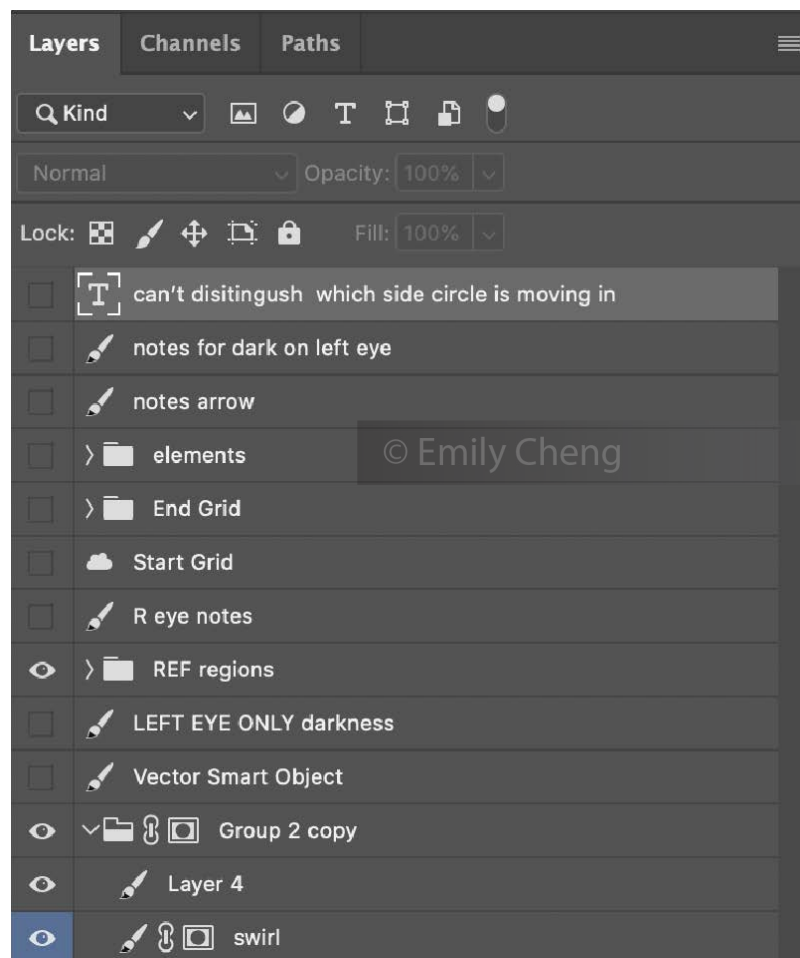 Layers Channels Paths
Kind
Normal Opacity: 100%
Lock: Fill: 100%
can't disitingush which side circle is moving in
notes for dark on left eye
notes arrow
elements
© Emily Cheng
End Grid
Start Grid
R eye notes
REF regions
LEFT EYE ONLY darkness
Vector Smart Object
Group 2 copy
Layer 4
swirl